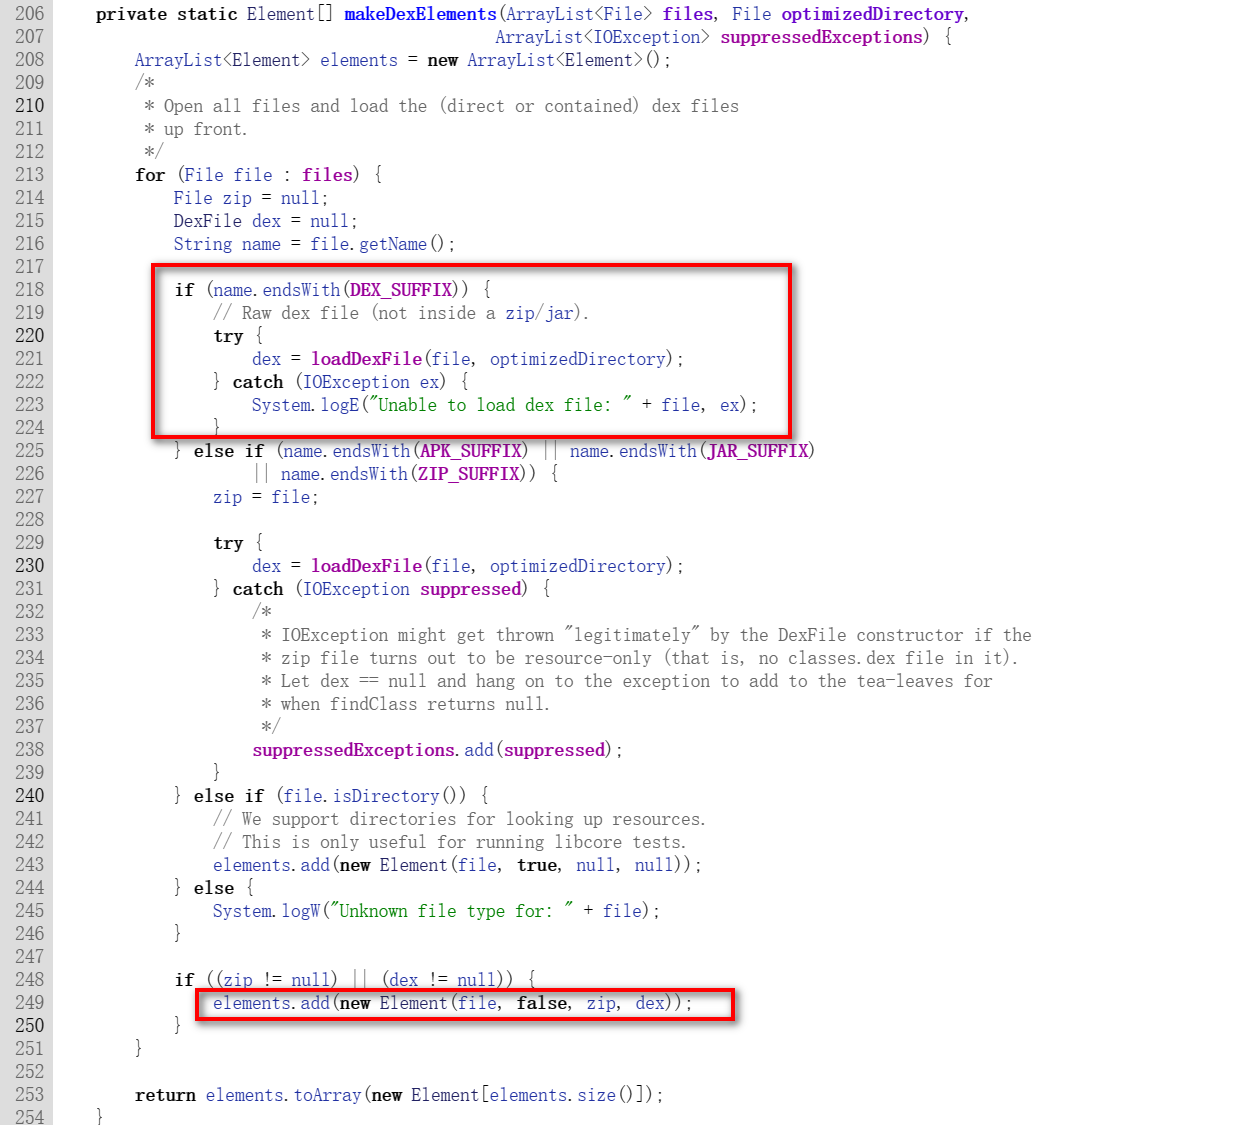 206 private static Element[] makeDexElements(ArrayList<File> files, File optimizedDirectory,
207 ArrayList<IOException> suppressedExceptions) {
208 ArrayList<Element> elements = new ArrayList<Element>();
209 /*
210 * Open all files and load the (direct or contained) dex files
211 * up front.
212 */
213 for (File file : files) {
214 File zip = null;
215 DexFile dex = null;
216 String name = file.getName();
217
218 if (name.endsWith(DEX_SUFFIX)) {
219 // Raw dex file (not inside a zip/jar).
220 try {
221 dex = loadDexFile(file, optimizedDirectory);
222 } catch (IOException ex) {
223 System.logE("Unable to load dex file: " + file, ex);
224 }
225 } else if (name.endsWith(APK_SUFFIX) || name.endsWith(JAR_SUFFIX)
226 || name.endsWith(ZIP_SUFFIX)) {
227 zip = file;
228
229 try {
230 dex = loadDexFile(file, optimizedDirectory);
231 } catch (IOException suppressed) {
232 /*
233 * IOException might get thrown "legitimately" by the DexFile constructor if the
234 * zip file turns out to be resource-only (that is, no classes.dex file in it).
235 * Let dex == null and hang on to the exception to add to the tea-leaves for
236 * when findClass returns null.
237 */
238 suppressedExceptions.add(suppressed);
239 }
240 } else if (file.isDirectory()) {
241 // We support directories for looking up resources.
242 // This is only useful for running libcore tests.
243 elements.add(new Element(file, true, null, null));
244 } else {
245 System.logW("Unknown file type for: " + file);
246 }
247
248 if ((zip != null) || (dex != null)) {
249 elements.add(new Element(file, false, zip, dex));
250 }
251 }
252
253 return elements.toArray(new Element[elements.size()]);
254 }